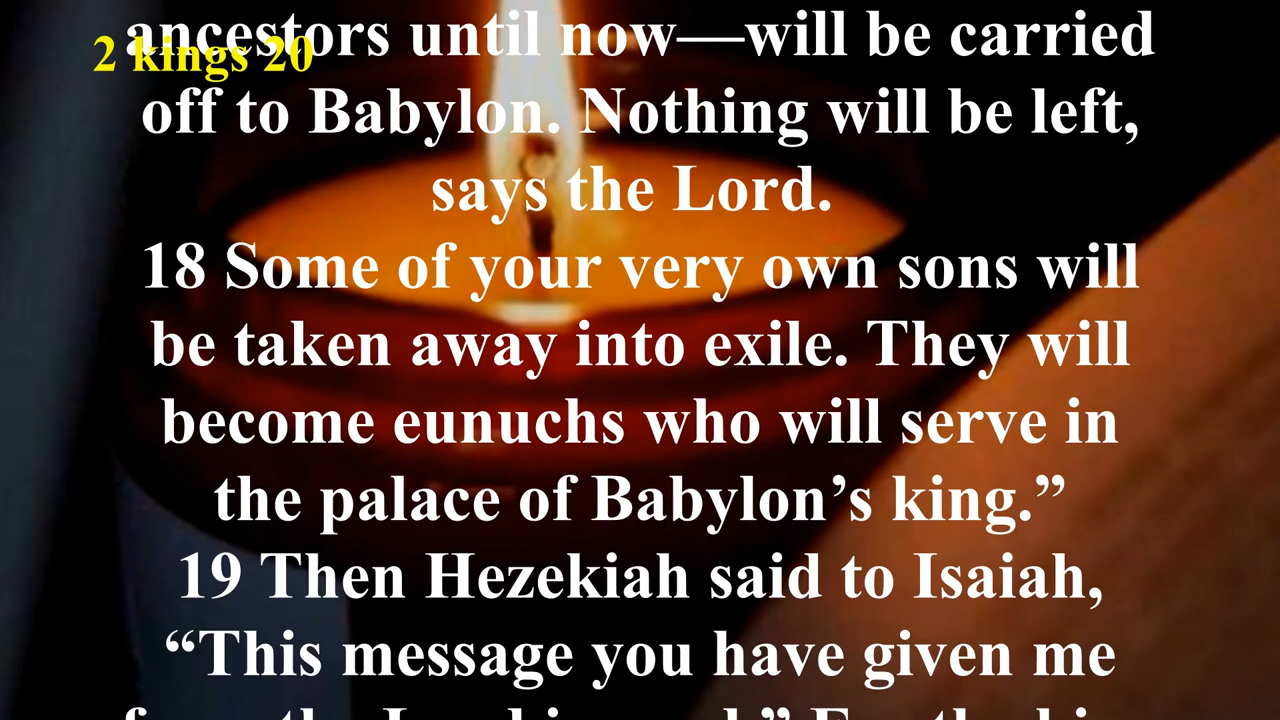 2 kings 20
ancestors until now—will be carried
off to Babylon. Nothing will be left,
says the Lord.
18 Some of your very own sons will
be taken away into exile. They will
become eunuchs who will serve in
the palace of Babylon’s king.”
19 Then Hezekiah said to Isaiah,
“This message you have given me